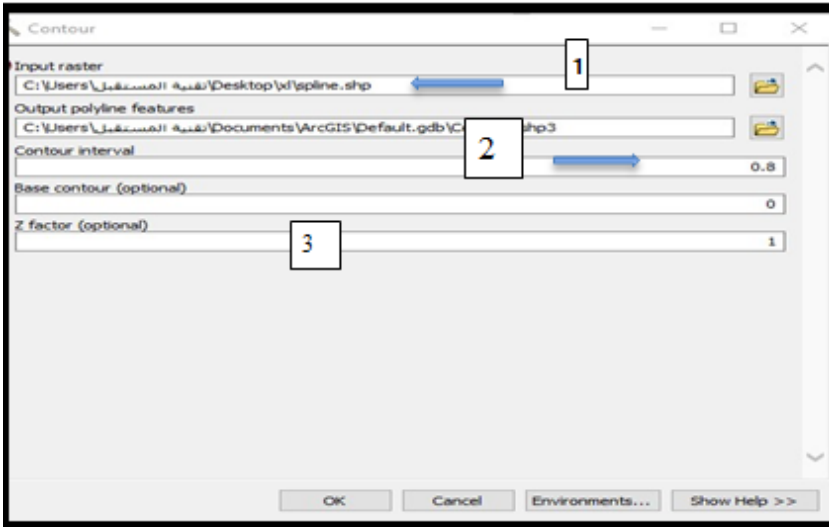 Contour
1
Input raster
C:\Users\تقنية المستقبل\Desktop\xl\spline.shp
Output polyline features
C:\Users\تقنية المستقبل\Documents\ArcGIS\Default.gdb\Co hp3
2
Contour interval
0.8
Base contour (optional)
0
Z factor (optional)
3
1
OK
Cancel
Environments...
Show Help >>